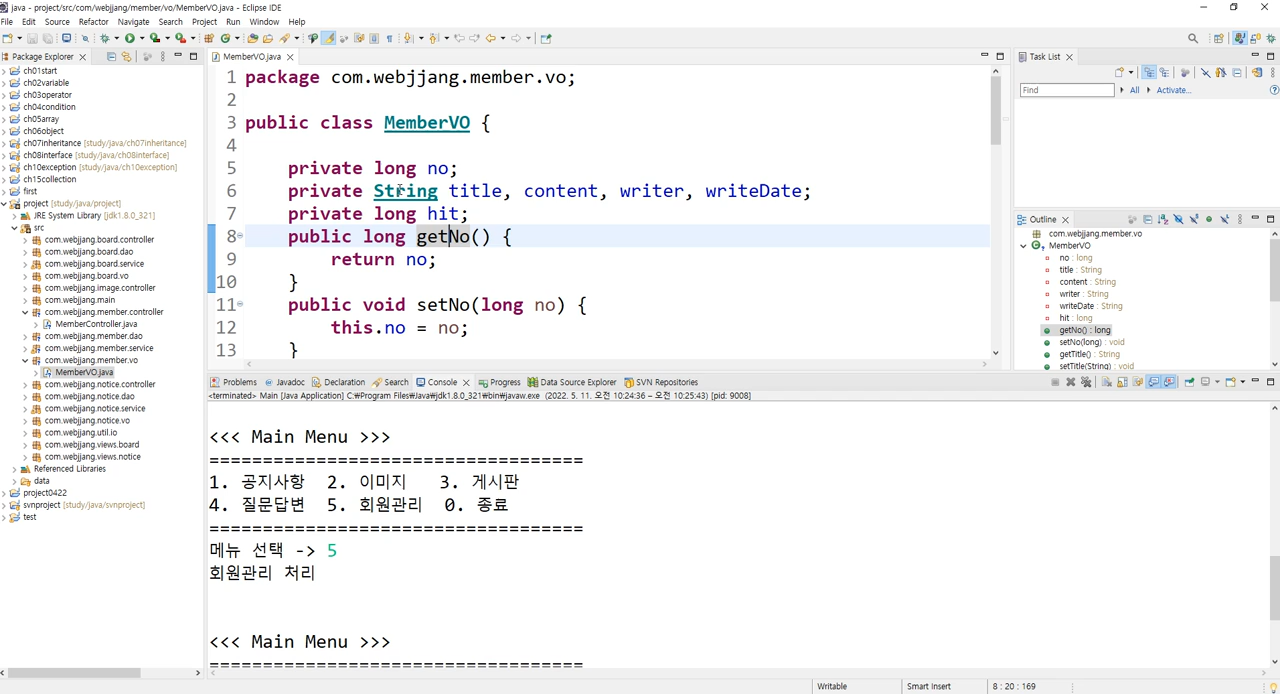 java - project/src/com/webjjang/member/vo/MemberVO.java - Eclipse IDE
File Edit Source Refactor Navigate Search Project Run Window Help
Package Explorer
ch01start
ch02variable
ch03operator
ch04condition
ch05array
ch06object
ch07inheritance [study/java/ch07inheritance]
ch08interface [study/java/ch08interface]
ch10exception [study/java/ch10exception]
ch15collection
first
project [study/java/project]
JRE System Library [jdk1.8.0_321]
src
com.webjjang.board.controller
com.webjjang.board.dao
com.webjjang.board.service
com.webjjang.board.vo
com.webjjang.image.controller
com.webjjang.main
com.webjjang.member.controller
MemberController.java
com.webjjang.member.dao
com.webjjang.member.service
com.webjjang.member.vo
MemberVO.java
com.webjjang.notice.controller
com.webjjang.notice.dao
com.webjjang.notice.service
com.webjjang.notice.vo
com.webjjang.util.io
com.webjjang.views.board
com.webjjang.views.notice
Referenced Libraries
data
project0422
svnproject [study/java/svnproject]
test
MemberVO.java
1 package com.webjjang.member.vo;
2
3 public class MemberVO {
4
5 private long no;
6 private String title, content, writer, writeDate;
7 private long hit;
8 public long getNo() {
9 return no;
10 }
11 public void setNo(long no) {
12 this.no = no;
13 }
Task List
Find All Activate...
Outline
com.webjjang.member.vo
MemberVO
no : long
title : String
content : String
writer : String
writeDate : String
hit : long
getNo() : long
setNo(long) : void
getTitle() : String
setTitle(String) : void
Problems Javadoc Declaration Search Console Progress Data Source Explorer SVN Repositories
<terminated> Main [Java Application] C:₩Program Files₩Java₩jdk1.8.0_321₩bin₩javaw.exe (2022. 5. 11. 오전 10:24:36 – 오전 10:25:43) [pid: 9008]
<<< Main Menu >>>
===================================
1. 공지사항 2. 이미지 3. 게시판
4. 질문답변 5. 회원관리 0. 종료
===================================
메뉴 선택 -> 5
회원관리 처리
<<< Main Menu >>>
===================================
Writable Smart Insert 8 : 20 : 169